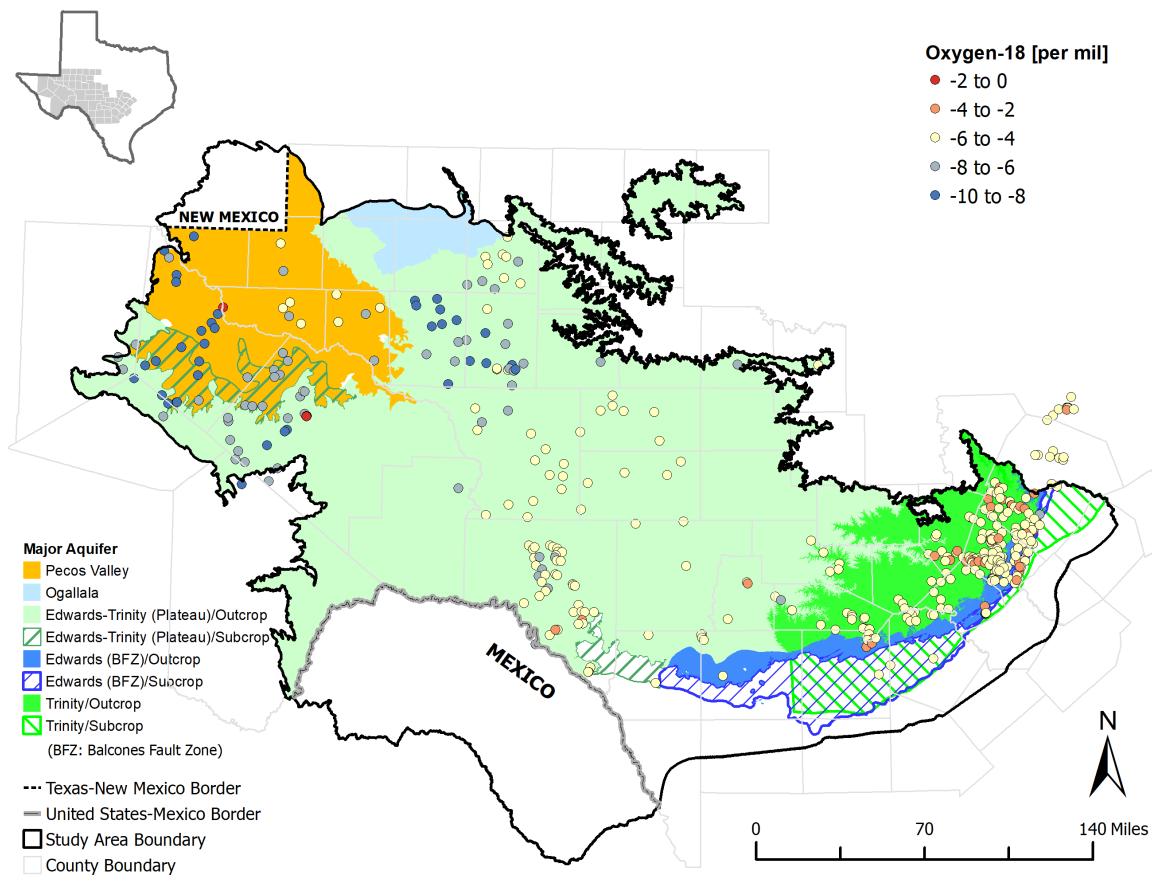 Oxygen-18 [per mil]
-2 to 0
-4 to -2
-6 to -4
-8 to -6
-10 to -8
NEW MEXICO
MEXICO
Major Aquifer
Pecos Valley
Ogallala
Edwards-Trinity (Plateau)/Outcrop
Edwards-Trinity (Plateau)/Subcrop
Edwards (BFZ)/Outcrop
Edwards (BFZ)/Subcrop
Trinity/Outcrop
Trinity/Subcrop
(BFZ: Balcones Fault Zone)
Texas-New Mexico Border
United States-Mexico Border
Study Area Boundary
County Boundary
N
0 70 140 Miles